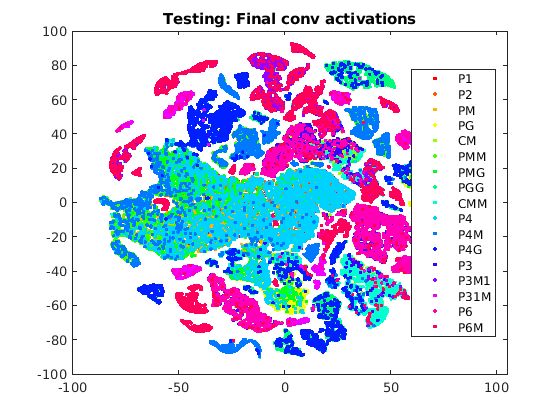 Testing: Final conv activations
100
80
60
40
20
0
-20
-40
-60
-80
-100
-100
-50
0
50
100
P1
P2
PM
PG
CM
PMM
PMG
PGG
CMM
P4
P4M
P4G
P3
P3M1
P31M
P6
P6M